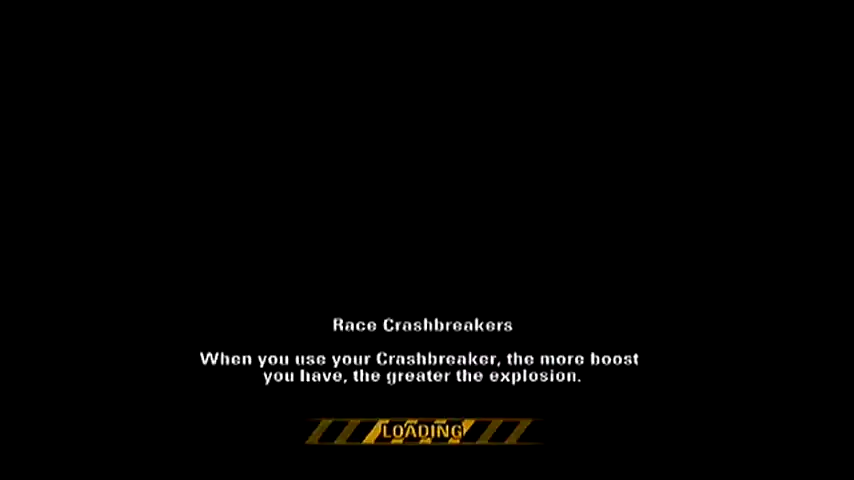 Race Crashbreakers
When you use your Crashbreaker, the more boost
you have, the greater the explosion.
LOADING